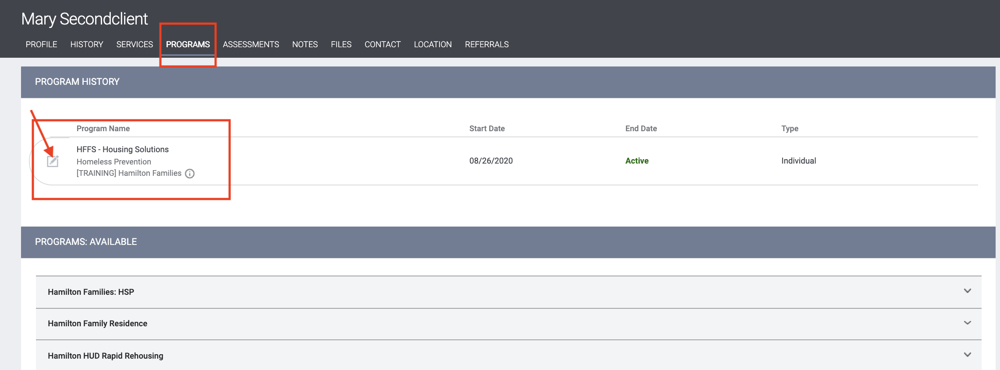 Mary Secondclient
PROFILE HISTORY SERVICES PROGRAMS ASSESSMENTS NOTES FILES CONTACT LOCATION REFERRALS
PROGRAM HISTORY
Program Name Start Date End Date Type
HFFS - Housing Solutions
Homeless Prevention 08/26/2020 Active Individual
[TRAINING] Hamilton Families
PROGRAMS: AVAILABLE
Hamilton Families: HSP
Hamilton Family Residence
Hamilton HUD Rapid Rehousing